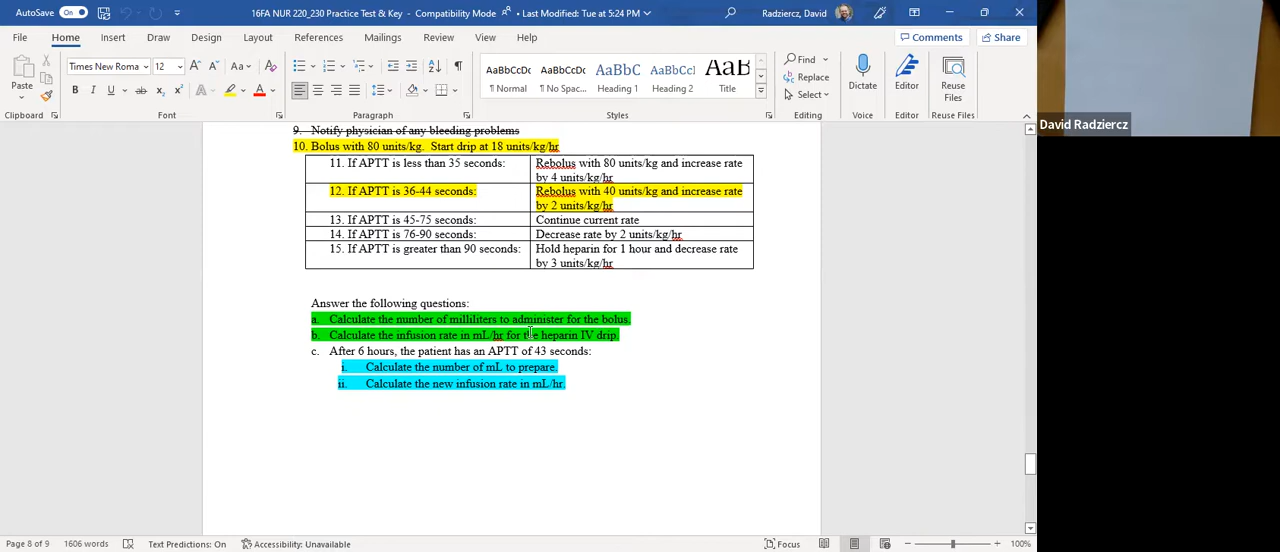 AutoSave On 16FA NUR 220_230 Practice Test & Key - Compatibility Mode • Last Modified: Tue at 5:24 PM Radziercz, David
File Home Insert Draw Design Layout References Mailings Review View Help Comments Share
Times New Roma 12 A^ A˅ Aa A
B I U ab x₂ x² A A
Paste
Clipboard Font Paragraph Styles Editing Voice Editor Reuse Files
AaBbCcDc AaBbCcDc AaBbC AaBbCcI AaB
¶ Normal ¶ No Spac... Heading 1 Heading 2 Title
Find
Replace
Select
Dictate Editor Reuse
Files
David Radziercz
9. Notify physician of any bleeding problems
10. Bolus with 80 units/kg. Start drip at 18 units/kg/hr
11. If APTT is less than 35 seconds: Rebolus with 80 units/kg and increase rate
by 4 units/kg/hr
12. If APTT is 36-44 seconds: Rebolus with 40 units/kg and increase rate
by 2 units/kg/hr
13. If APTT is 45-75 seconds: Continue current rate
14. If APTT is 76-90 seconds: Decrease rate by 2 units/kg/hr
15. If APTT is greater than 90 seconds: Hold heparin for 1 hour and decrease rate
by 3 units/kg/hr
Answer the following questions:
a. Calculate the number of milliliters to administer for the bolus.
b. Calculate the infusion rate in mL/hr for the heparin IV drip.
c. After 6 hours, the patient has an APTT of 43 seconds:
i. Calculate the number of mL to prepare.
ii. Calculate the new infusion rate in mL/hr.
Page 8 of 9 1606 words Text Predictions: On Accessibility: Unavailable Focus 100%